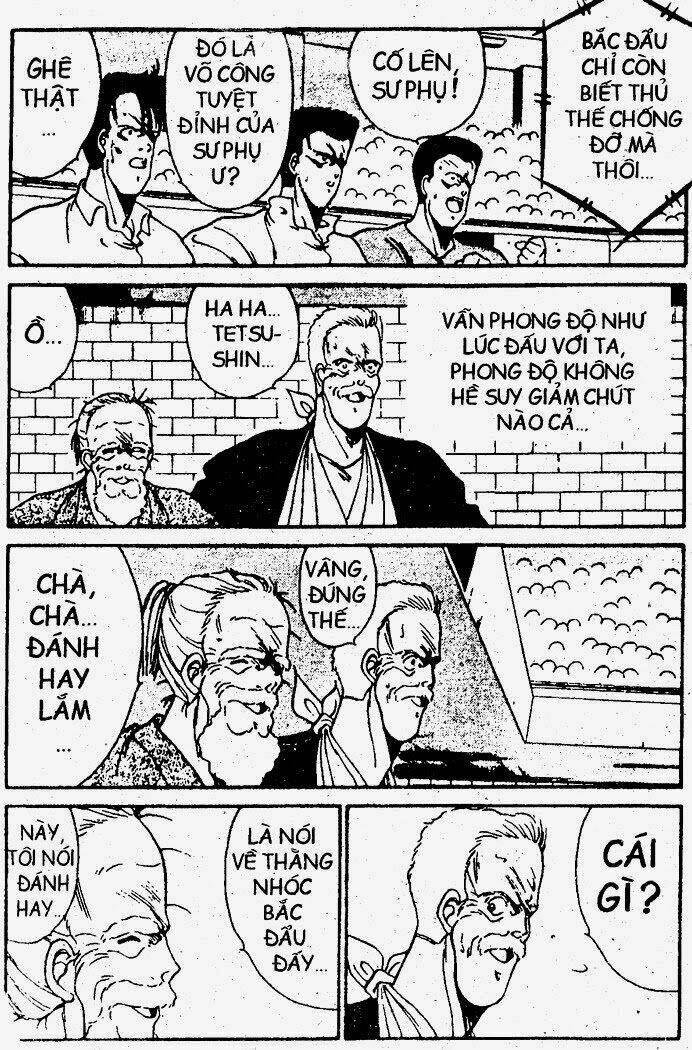 GHÊ
THẬT
...
ĐÓ LÀ
VÕ CÔNG
TUYỆT
ĐỈNH CỦA
SƯ PHỤ
Ư?
CỐ LÊN,
SƯ PHỤ!
BẮC ĐẨU
CHỈ CÒN
BIẾT THỦ
THẾ CHỐNG
ĐỠ MÀ
THÔI...
Ồ...
HA HA...
TETSU-
SHIN...
VẪN PHONG ĐỘ NHƯ
LÚC ĐẤU VỚI TA,
PHONG ĐỘ KHÔNG
HỀ SUY GIẢM CHÚT
NÀO CẢ...
CHÀ,
CHÀ...
ĐÁNH
HAY
LẮM
...
VÂNG,
ĐÚNG
THẾ...
NÀY,
TÔI NÓI
ĐÁNH
HAY...
LÀ NÓI
VỀ THẰNG
NHÓC
BẮC
ĐẨU
ĐẤY...
CÁI
GÌ?